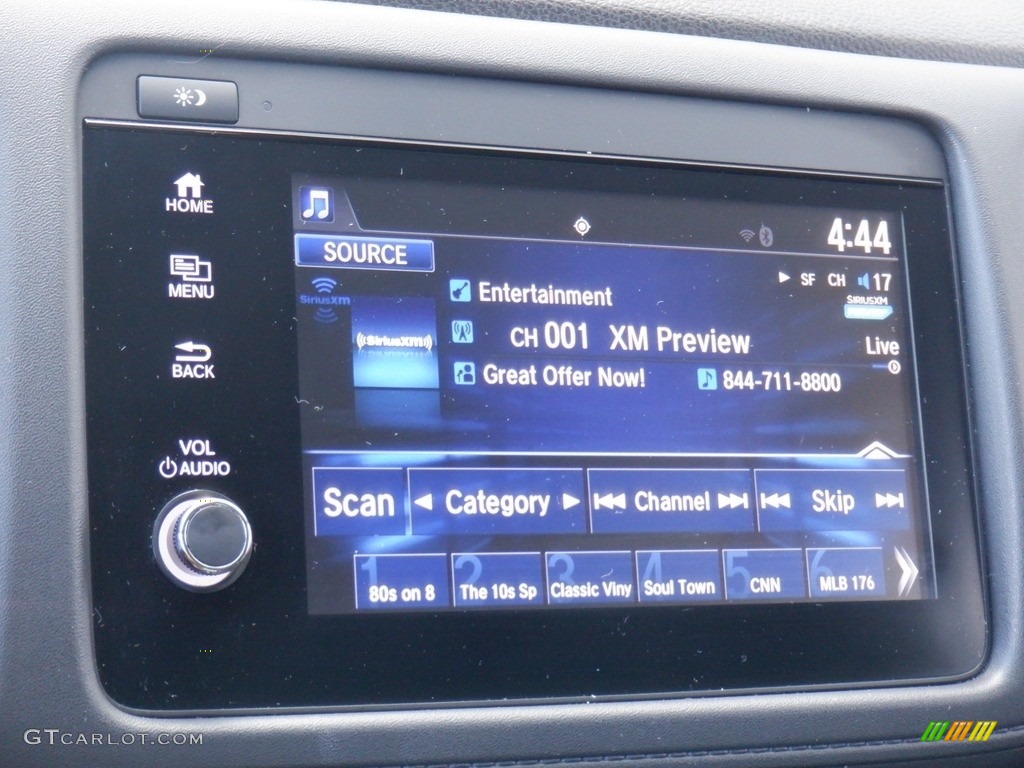 HOME
MENU
BACK
VOL
AUDIO
4:44
SOURCE
SF CH 17
SiriusXM
SIRIUSXM
Entertainment
((SiriusXM))
CH 001 XM Preview
Live
Great Offer Now! 844-711-8800
Scan Category Channel Skip
1 2 3 4 5 6
80s on 8 The 10s Sp Classic Viny Soul Town CNN MLB 176
GTCARLOT.COM